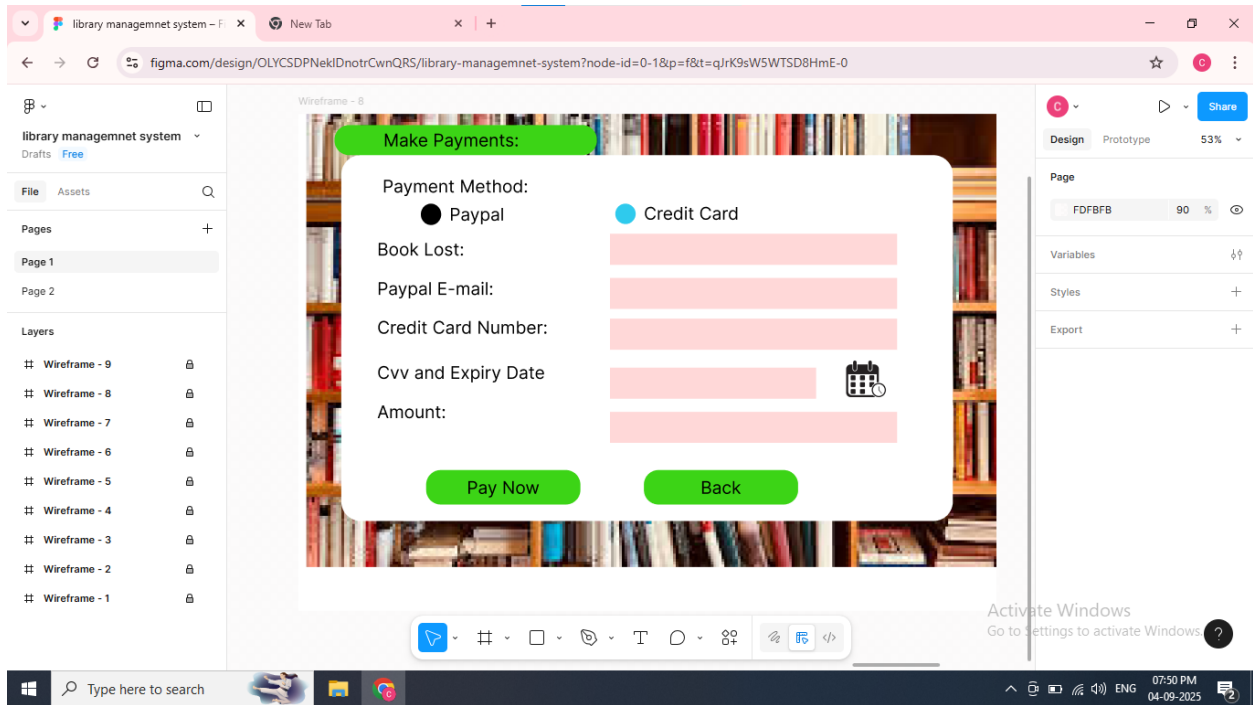 library managemnet system – Fi
New Tab
figma.com/design/OLYCSDPNekIDnotrCwnQRS/library-managemnet-system?node-id=0-1&p=f&t=qJrK9sW5WTSD8HmE-0
C
library managemnet system
Drafts Free
File Assets
Pages
Page 1
Page 2
Layers
Wireframe - 9
Wireframe - 8
Wireframe - 7
Wireframe - 6
Wireframe - 5
Wireframe - 4
Wireframe - 3
Wireframe - 2
Wireframe - 1
Wireframe - 8
Make Payments:
Payment Method:
Paypal Credit Card
Book Lost:
Paypal E-mail:
Credit Card Number:
Cvv and Expiry Date
Amount:
Pay Now Back
C
Share
Design Prototype 53%
Page
FDFBFB 90 %
Variables
Styles
Export
Activate Windows
Go to Settings to activate Windows.
?
Type here to search
ENG
07:50 PM
04-09-2025
2